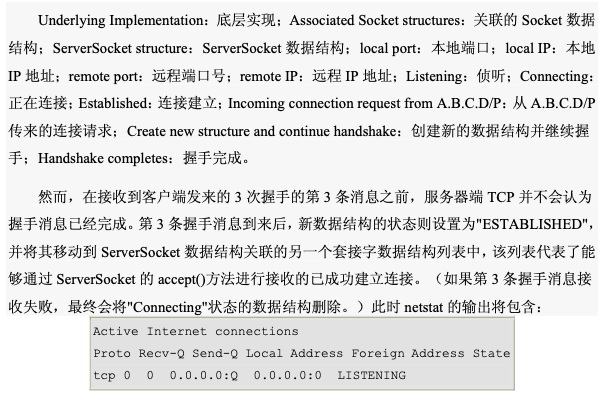 Underlying Implementation：底层实现；Associated Socket structures：关联的 Socket 数据
结构；ServerSocket structure：ServerSocket 数据结构；local port：本地端口；local IP：本地
IP 地址；remote port：远程端口号；remote IP：远程 IP 地址；Listening：侦听；Connecting：
正在连接；Established：连接建立；Incoming connection request from A.B.C.D/P：从 A.B.C.D/P
传来的连接请求；Create new structure and continue handshake：创建新的数据结构并继续握
手；Handshake completes：握手完成。
然而，在接收到客户端发来的 3 次握手的第 3 条消息之前，服务器端 TCP 并不会认为
握手消息已经完成。第 3 条握手消息到来后，新数据结构的状态则设置为"ESTABLISHED"，
并将其移动到 ServerSocket 数据结构关联的另一个套接字数据结构列表中，该列表代表了能
够通过 ServerSocket 的 accept()方法进行接收的已成功建立连接。（如果第 3 条握手消息接
收失败，最终会将"Connecting"状态的数据结构删除。）此时 netstat 的输出将包含：
Active Internet connections
Proto Recv-Q Send-Q Local Address Foreign Address State
tcp 0 0 0.0.0.0:Q 0.0.0.0:0 LISTENING